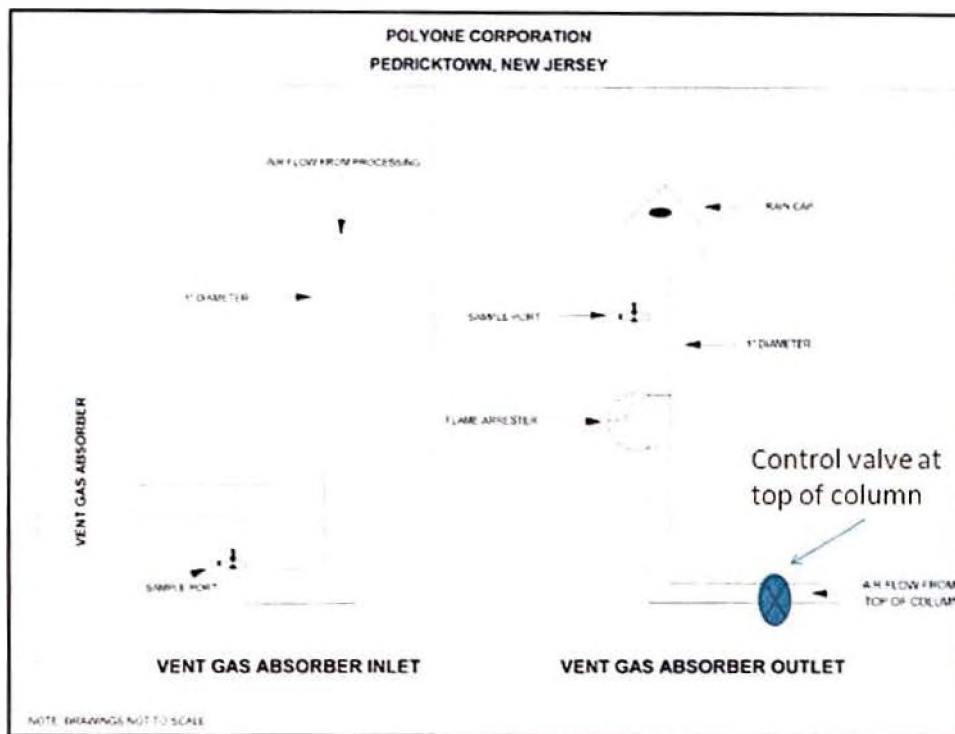 POLYONE CORPORATION
PEDRICKTOWN, NEW JERSEY
AIR FLOW FROM PROCESSING
1" DIAMETER
VENT GAS ABSORBER
SAMPLE PORT
RAIN CAP
SAMPLE PORT
1" DIAMETER
FLAME ARRESTER
Control valve at
top of column
AIR FLOW FROM
TOP OF COLUMN
VENT GAS ABSORBER INLET
VENT GAS ABSORBER OUTLET
NOTE: DRAWINGS NOT TO SCALE